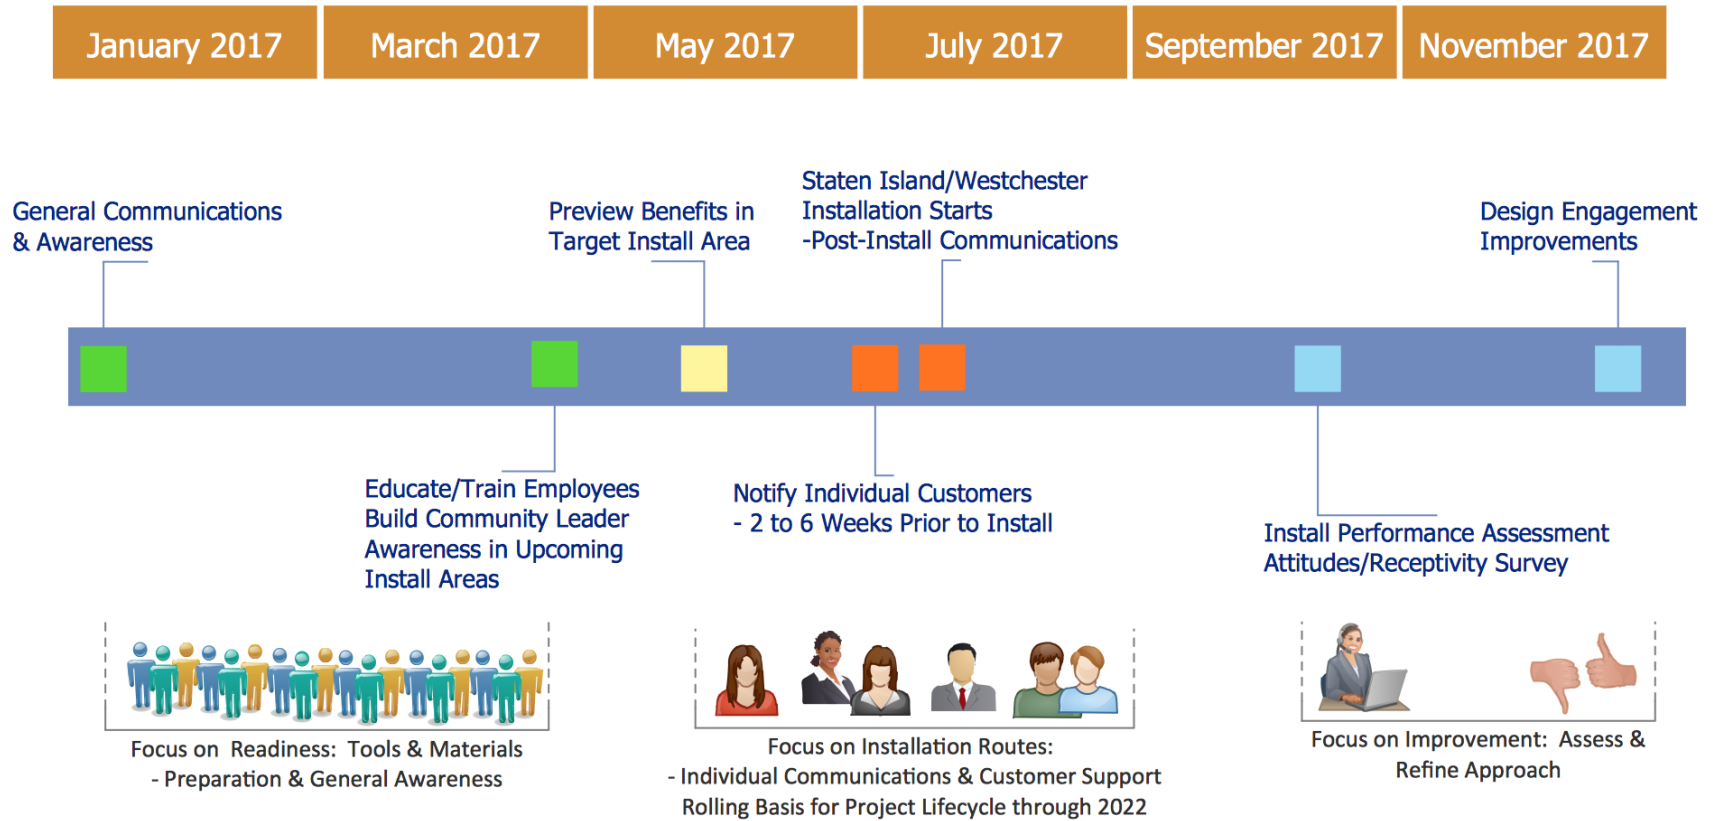 January 2017
March 2017
May 2017
July 2017
September 2017
November 2017
General Communications
& Awareness
Preview Benefits in
Target Install Area
Staten Island/Westchester
Installation Starts
-Post-Install Communications
Design Engagement
Improvements
Educate/Train Employees
Build Community Leader
Awareness in Upcoming
Install Areas
Notify Individual Customers
- 2 to 6 Weeks Prior to Install
Install Performance Assessment
Attitudes/Receptivity Survey
Focus on Readiness: Tools & Materials
- Preparation & General Awareness
Focus on Installation Routes:
- Individual Communications & Customer Support
Rolling Basis for Project Lifecycle through 2022
Focus on Improvement: Assess &
Refine Approach